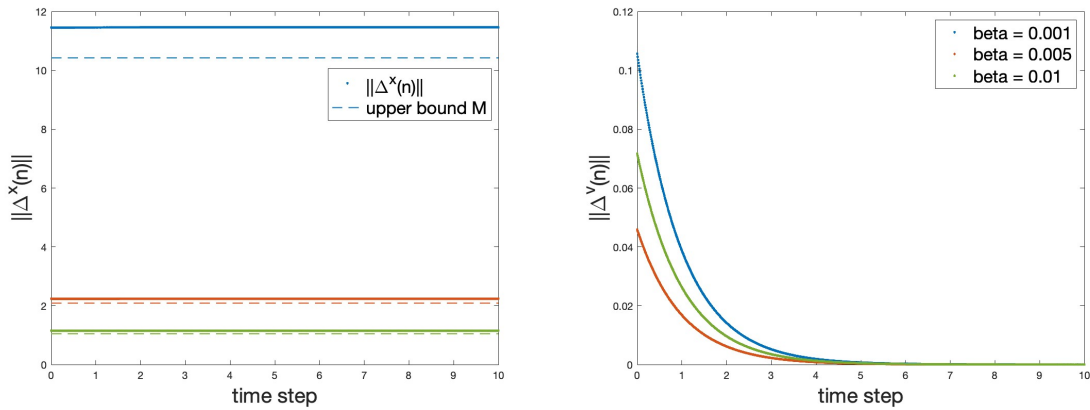 12
10
8
6
4
2
0
||Δ^x(n)||
||Δ^x(n)||
upper bound M
0 1 2 3 4 5 6 7 8 9 10
time step
0.12
0.1
0.08
0.06
0.04
0.02
0
||Δ^v(n)||
beta = 0.001
beta = 0.005
beta = 0.01
0 1 2 3 4 5 6 7 8 9 10
time step